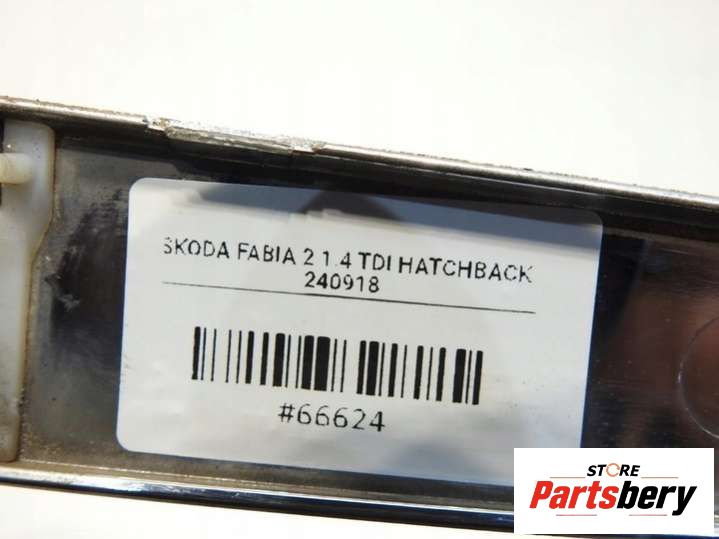 SKODA FABIA 2 1.4 TDI HATCHBACK
240918
#66624
STORE
Partsbery